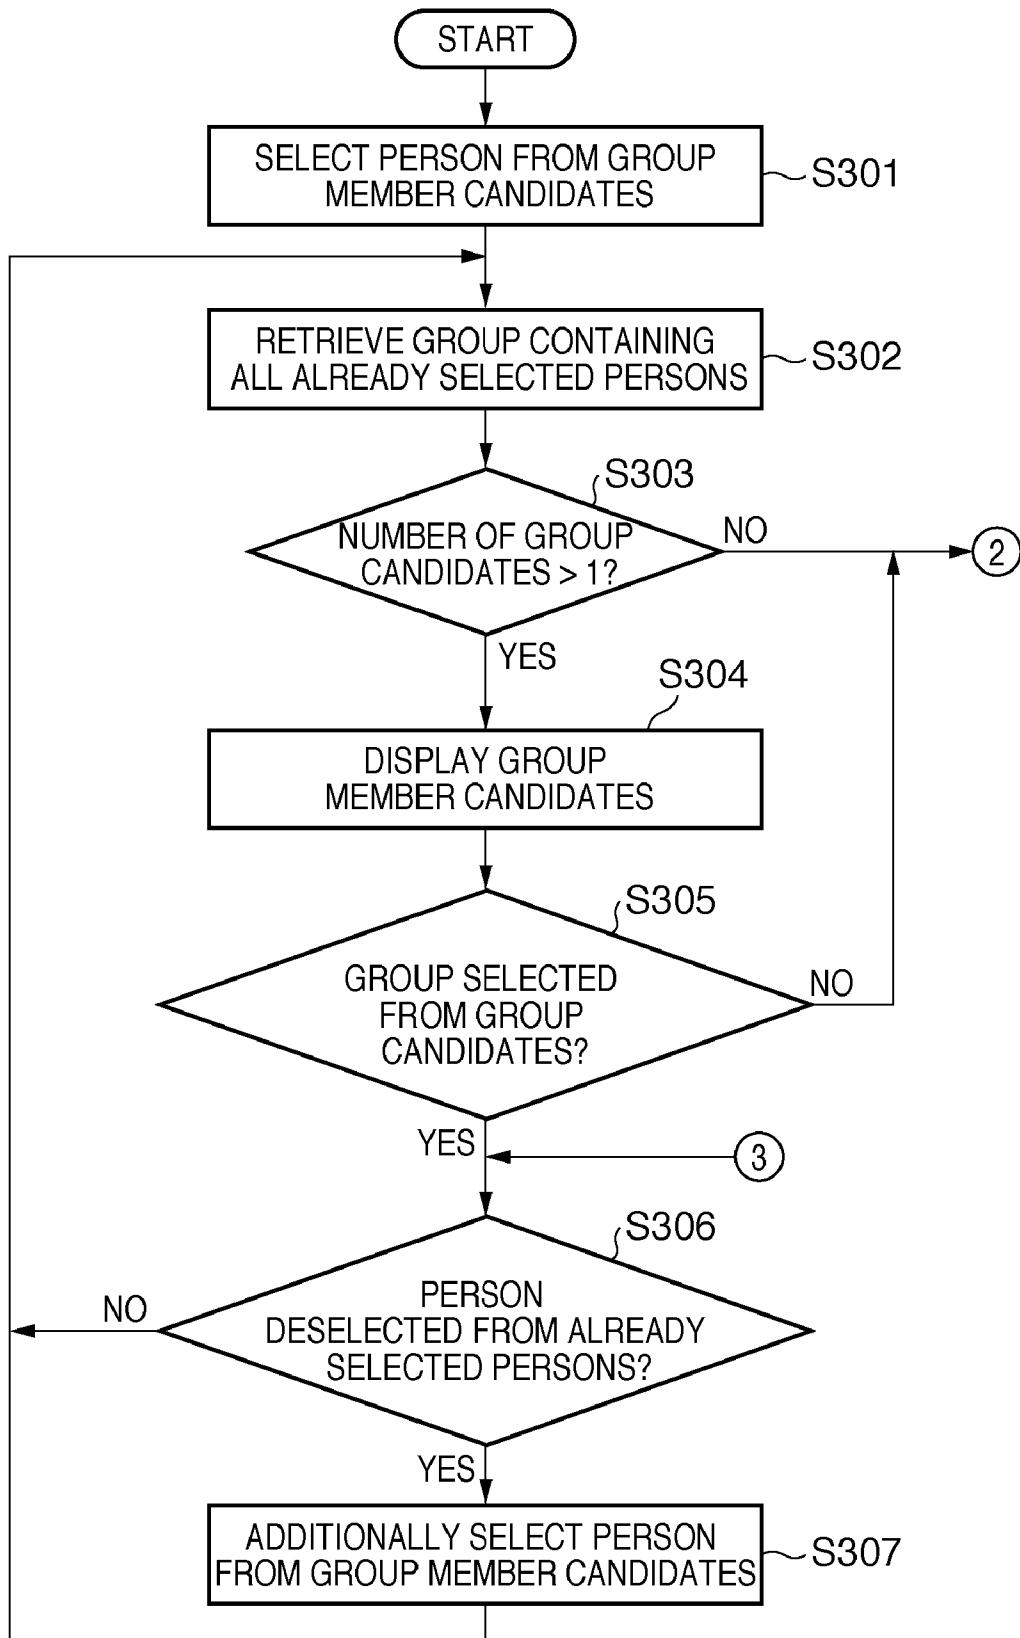 START
SELECT PERSON FROM GROUP
MEMBER CANDIDATES
S301
RETRIEVE GROUP CONTAINING
ALL ALREADY SELECTED PERSONS
S302
S303
NUMBER OF GROUP
CANDIDATES > 1?
NO
2
YES
S304
DISPLAY GROUP
MEMBER CANDIDATES
S305
GROUP SELECTED
FROM GROUP
CANDIDATES?
NO
YES
3
S306
PERSON
DESELECTED FROM ALREADY
SELECTED PERSONS?
NO
YES
ADDITIONALLY SELECT PERSON
FROM GROUP MEMBER CANDIDATES
S307